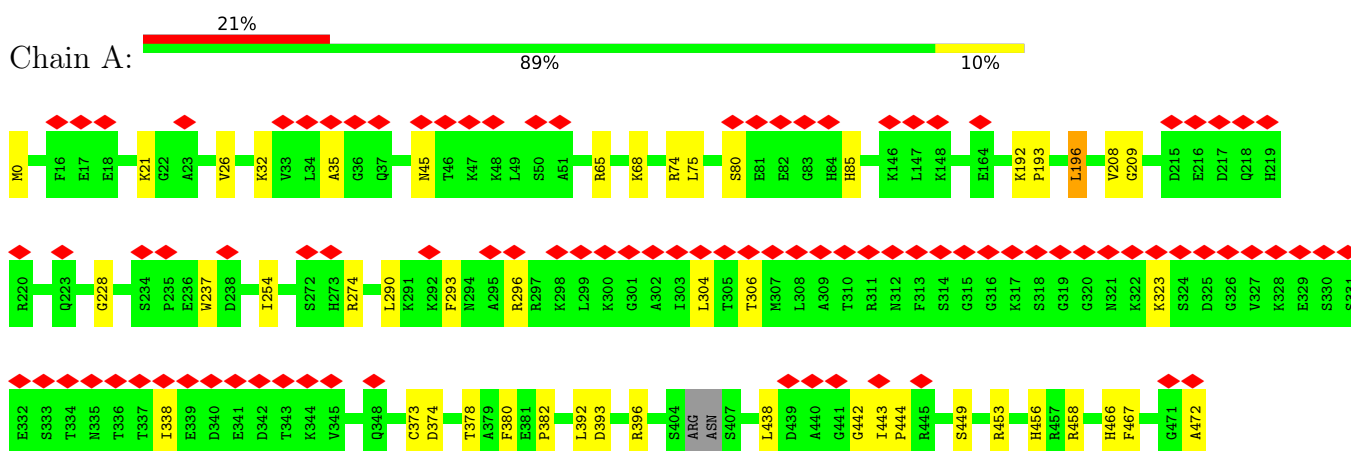 21%
Chain A:
89% 10%
M0 F16 E17 E18 K21 G22 A23 V26 K32 V33 L34 A35 G36 Q37 N45 T46 K47 K48 L49 S50 A51 R65 K68 R74 L75 S80 E81 E82 G83 H84 H85 K146 L147 K148 E164 K192 P193 L196 V208 G209 D215 E216 D217 Q218 H219
R220 Q223 G228 S234 P235 E236 W237 D238 I254 S272 H273 R274 L290 K291 K292 F293 N294 A295 R296 R297 K298 L299 K300 G301 A302 I303 L304 T305 T306 M307 L308 A309 T310 R311 N312 F313 S314 G315 G316 K317 S318 G319 G320 N321 K322 K323 S324 D325 G326 V327 K328 E329 S330 S331
E332 S333 T334 N335 T336 T337 I338 E339 D340 E341 D342 T343 K344 V345 Q348 C373 D374 T378 A379 F380 E381 P382 L392 D393 R396 S404 ARG ASN S407 L438 D439 A440 G441 G442 I443 P444 R445 S449 R453 H456 R457 R458 H466 F467 G471 A472